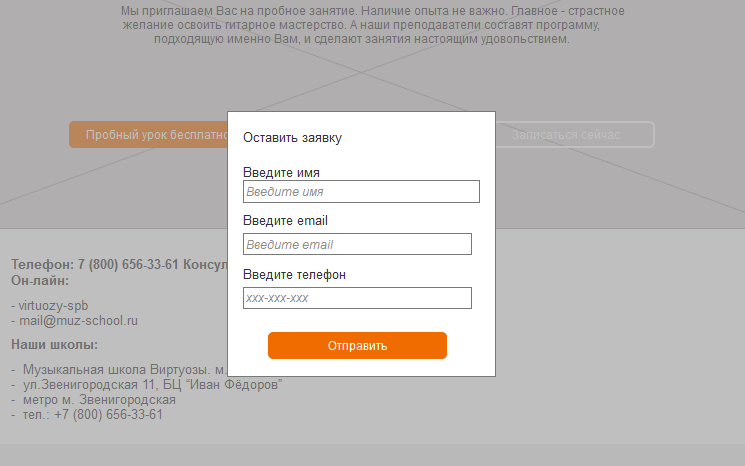 Мы приглашаем Вас на пробное занятие. Наличие опыта не важно. Главное - страстное
желание освоить гитарное мастерство. А наши преподаватели составят программу,
подходящую именно Вам, и сделают занятия настоящим удовольствием.
Пробный урок бесплатно
Записаться сейчас
Оставить заявку
Введите имя
Введите имя
Введите email
Введите email
Введите телефон
xxx-xxx-xxx
Отправить
Телефон: 7 (800) 656-33-61 Консул
Он-лайн:
- virtuozy-spb
- mail@muz-school.ru
Наши школы:
- Музыкальная школа Виртуозы. м.
- ул.Звенигородская 11, БЦ “Иван Фёдоров”
- метро м. Звенигородская
- тел.: +7 (800) 656-33-61